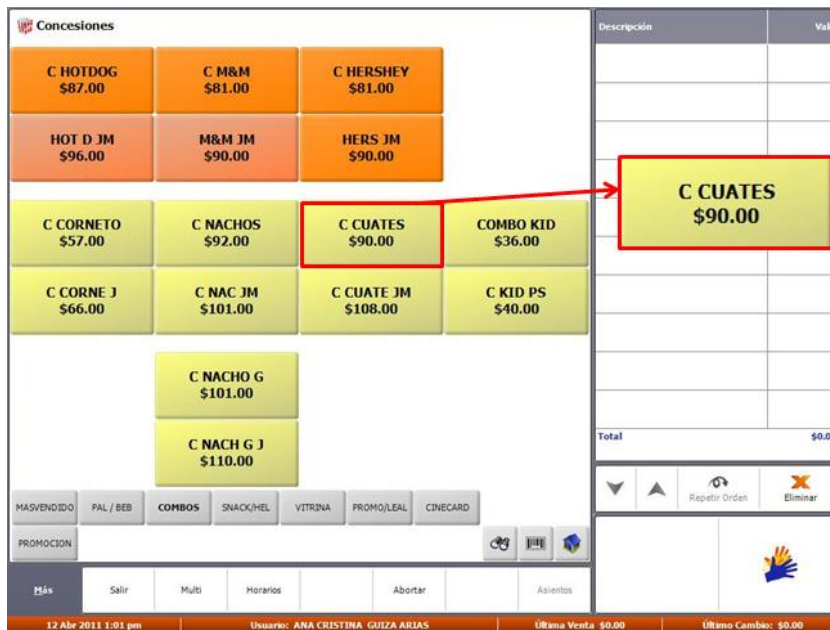 Concesiones
Descripción
C HOTDOG
$87.00
C M&M
$81.00
C HERSHEY
$81.00
HOT D JM
$96.00
M&M JM
$90.00
HERS JM
$90.00
C CUATES
$90.00
C CORNETO
$57.00
C NACHOS
$92.00
C CUATES
$90.00
COMBO KID
$36.00
C CORNE J
$66.00
C NAC JM
$101.00
C CUATE JM
$108.00
C KID PS
$40.00
C NACHO G
$101.00
C NACH G J
$110.00
Total
MASVENDIDO
PAL / BEB
COMBOS
SNACK/HEL
VITRINA
PROMO/LEAL
CINECARD
Repetir Orden
Eliminar
PROMOCION
Más
Salir
Multi
Horarios
Abortar
Asientos
12 Abr 2011 1:01 pm
Usuario: ANA CRISTINA GUIZA ARIAS
Última Venta $0.00
Último Cambio: $0.00